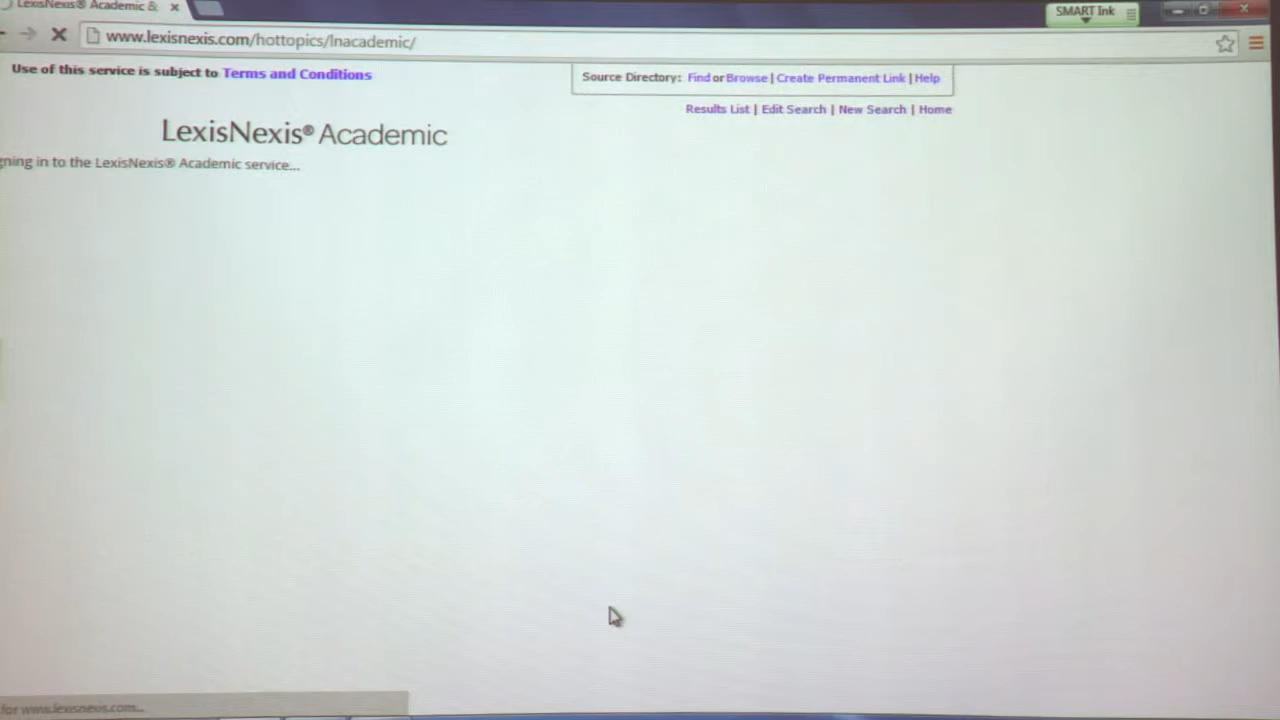 LexisNexis® Academic &
SMART Ink
www.lexisnexis.com/hottopics/lnacademic/
Use of this service is subject to Terms and Conditions
Source Directory: Find or Browse | Create Permanent Link | Help
Results List | Edit Search | New Search | Home
LexisNexis® Academic
gning in to the LexisNexis® Academic service...
for www.lexisnexis.com...